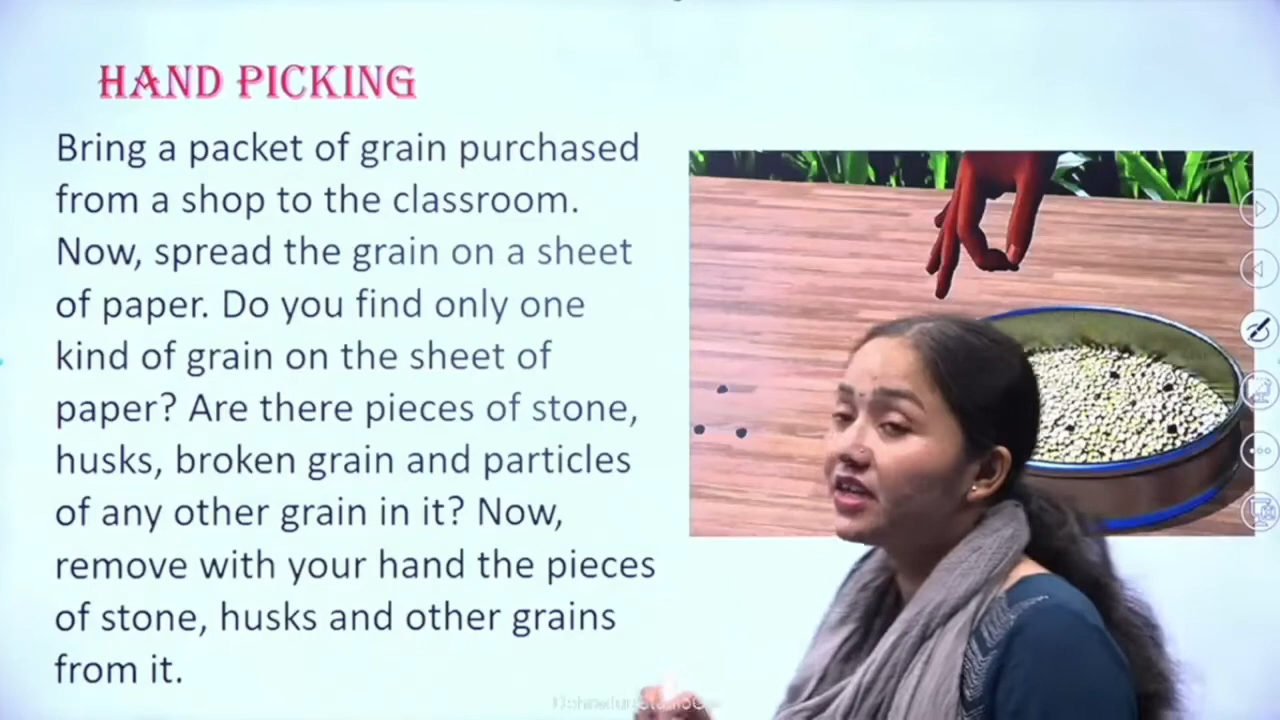 HAND PICKING
Bring a packet of grain purchased
from a shop to the classroom.
Now, spread the grain on a sheet
of paper. Do you find only one
kind of grain on the sheet of
paper? Are there pieces of stone,
husks, broken grain and particles
of any other grain in it? Now,
remove with your hand the pieces
of stone, husks and other grains
from it.